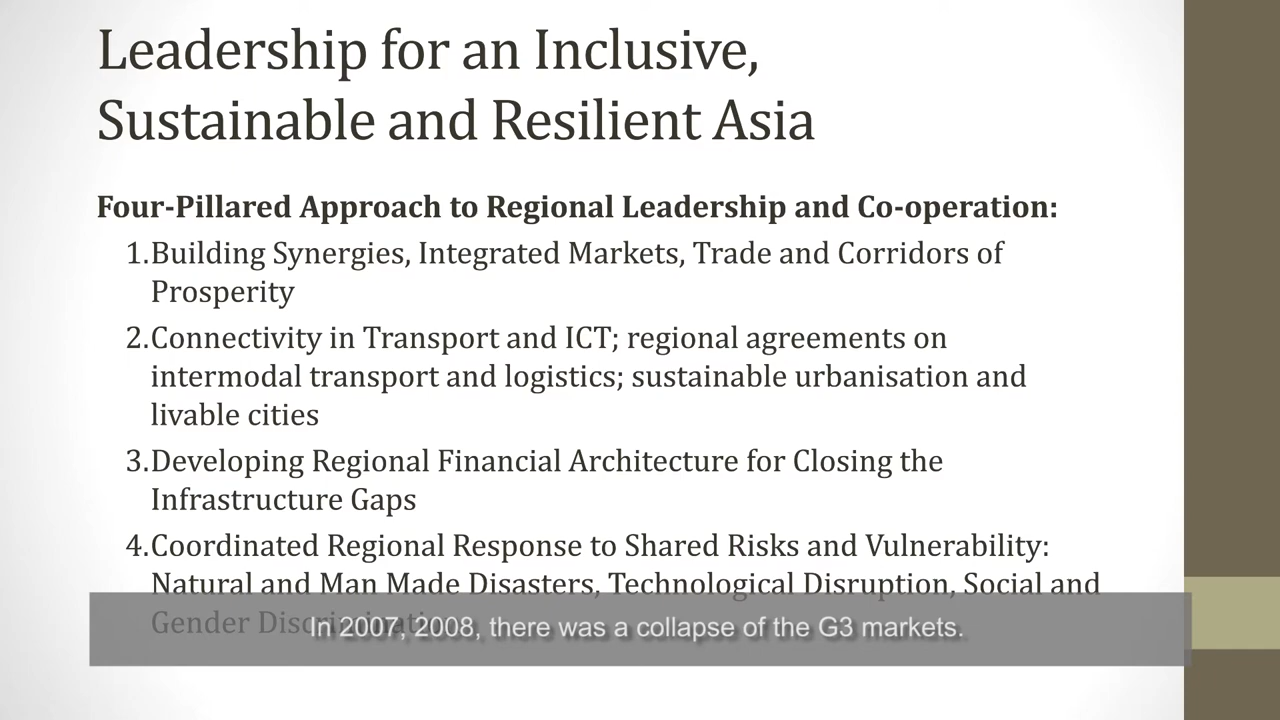 Leadership for an Inclusive,
Sustainable and Resilient Asia
Four-Pillared Approach to Regional Leadership and Co-operation:
1.Building Synergies, Integrated Markets, Trade and Corridors of
Prosperity
2.Connectivity in Transport and ICT; regional agreements on
intermodal transport and logistics; sustainable urbanisation and
livable cities
3.Developing Regional Financial Architecture for Closing the
Infrastructure Gaps
4.Coordinated Regional Response to Shared Risks and Vulnerability:
Natural and Man Made Disasters, Technological Disruption, Social and
Gender
In 2007, 2008, there was a collapse of the G3 markets.